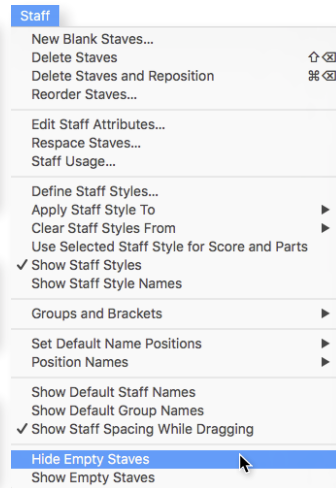 Staff
New Blank Staves...
Delete Staves ⇧⌫
Delete Staves and Reposition ⌘⌫
Reorder Staves...
Edit Staff Attributes...
Respace Staves...
Staff Usage...
Define Staff Styles...
Apply Staff Style To ▶
Clear Staff Styles From ▶
Use Selected Staff Style for Score and Parts
✓ Show Staff Styles
Show Staff Style Names
Groups and Brackets ▶
Set Default Name Positions ▶
Position Names ▶
Show Default Staff Names
Show Default Group Names
✓ Show Staff Spacing While Dragging
Hide Empty Staves
Show Empty Staves